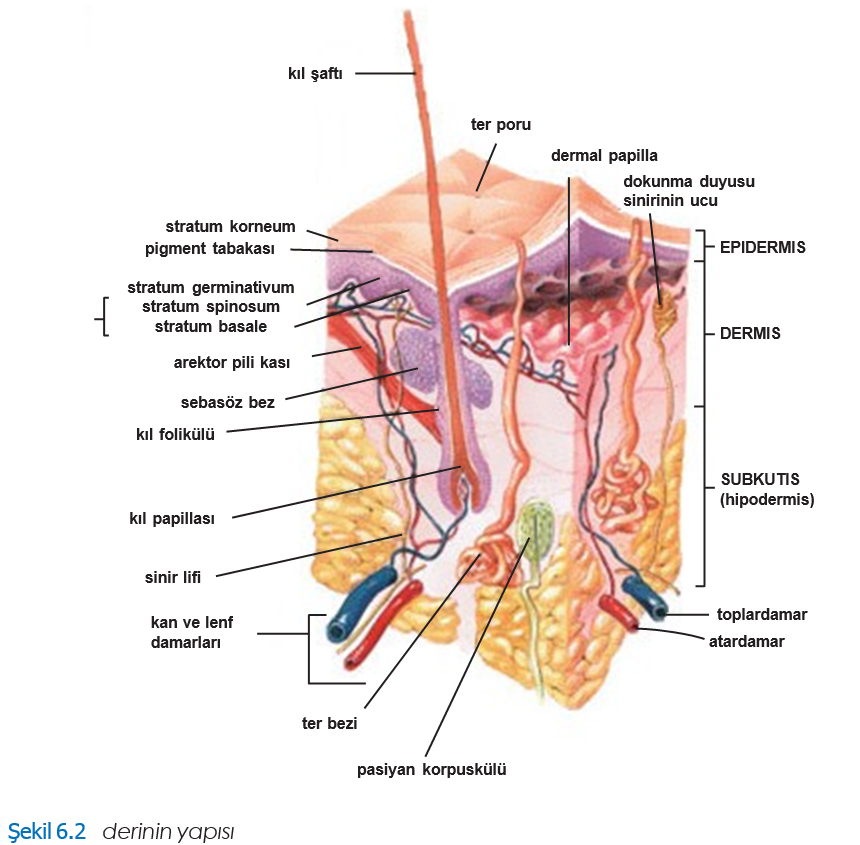 kıl şaftı
ter poru
dermal papilla
dokunma duyusu
sinirinin ucu
stratum korneum
pigment tabakası
EPIDERMIS
stratum germinativum
stratum spinosum
stratum basale
DERMIS
arektor pili kası
sebasöz bez
kıl folikülü
SUBKUTIS
(hipodermis)
kıl papillası
sinir lifi
kan ve lenf
damarları
toplardamar
atardamar
ter bezi
pasiyan korpuskülü
Şekil 6.2 derinin yapısı